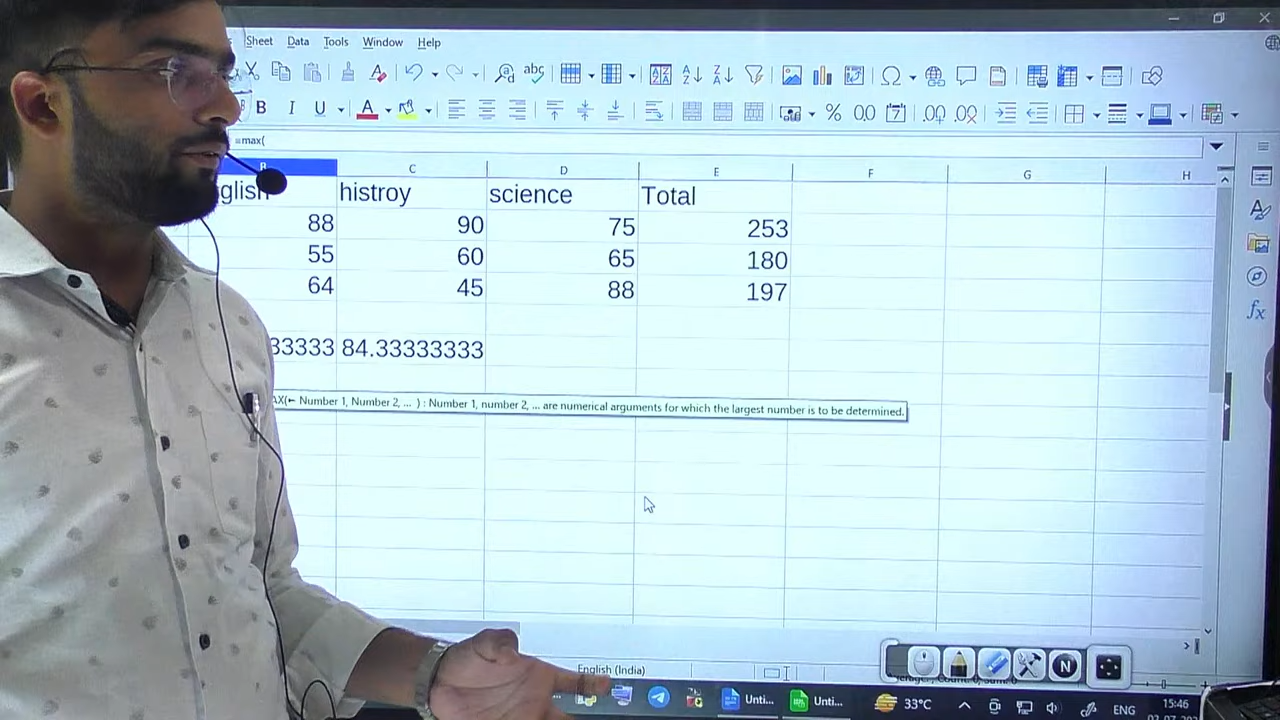 Sheet Data Tools Window Help
=max(
C D E F G H
glish histroy science Total
88 90 75 253
55 60 65 180
64 45 88 197
33333 84.33333333
AX(← Number 1, Number 2, ... ) : Number 1, number 2, ... are numerical arguments for which the largest number is to be determined.
English (India)
N
Unti... Unti... 33°C ENG 15:46